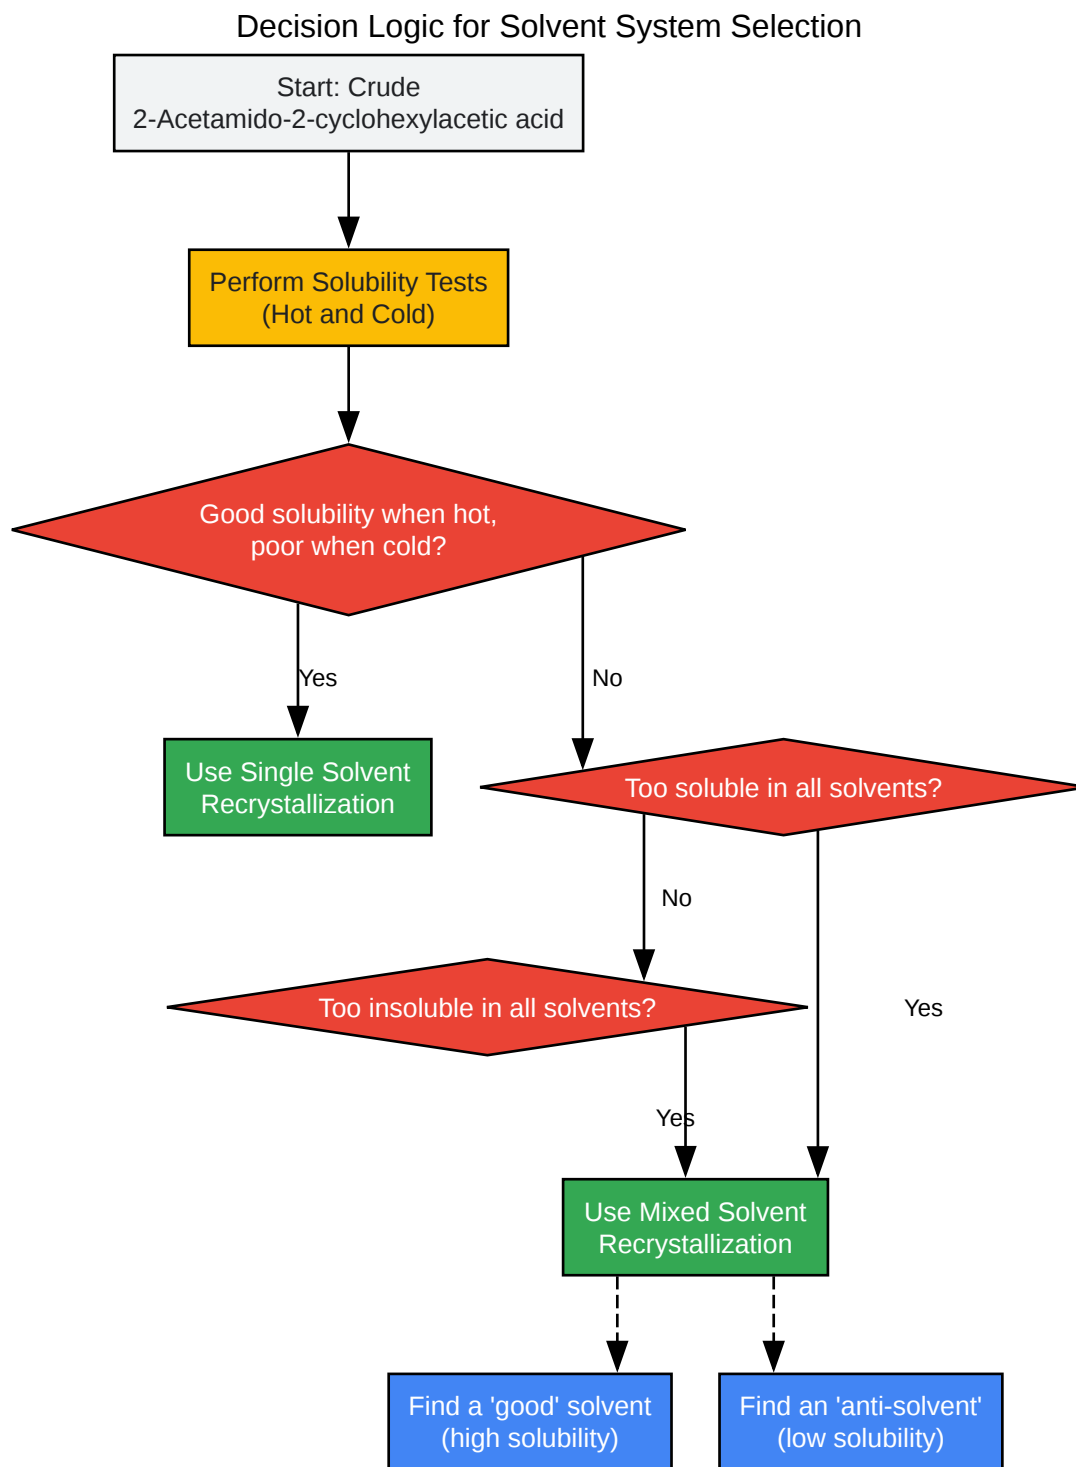 Decision Logic for Solvent System Selection
Start: Crude
2-Acetamido-2-cyclohexylacetic acid
Perform Solubility Tests
(Hot and Cold)
Good solubility when hot,
poor when cold?
Yes
No
Use Single Solvent
Recrystallization
Too soluble in all solvents?
No
Too insoluble in all solvents?
Yes
Yes
Use Mixed Solvent
Recrystallization
Find a 'good' solvent
(high solubility)
Find an 'anti-solvent'
(low solubility)